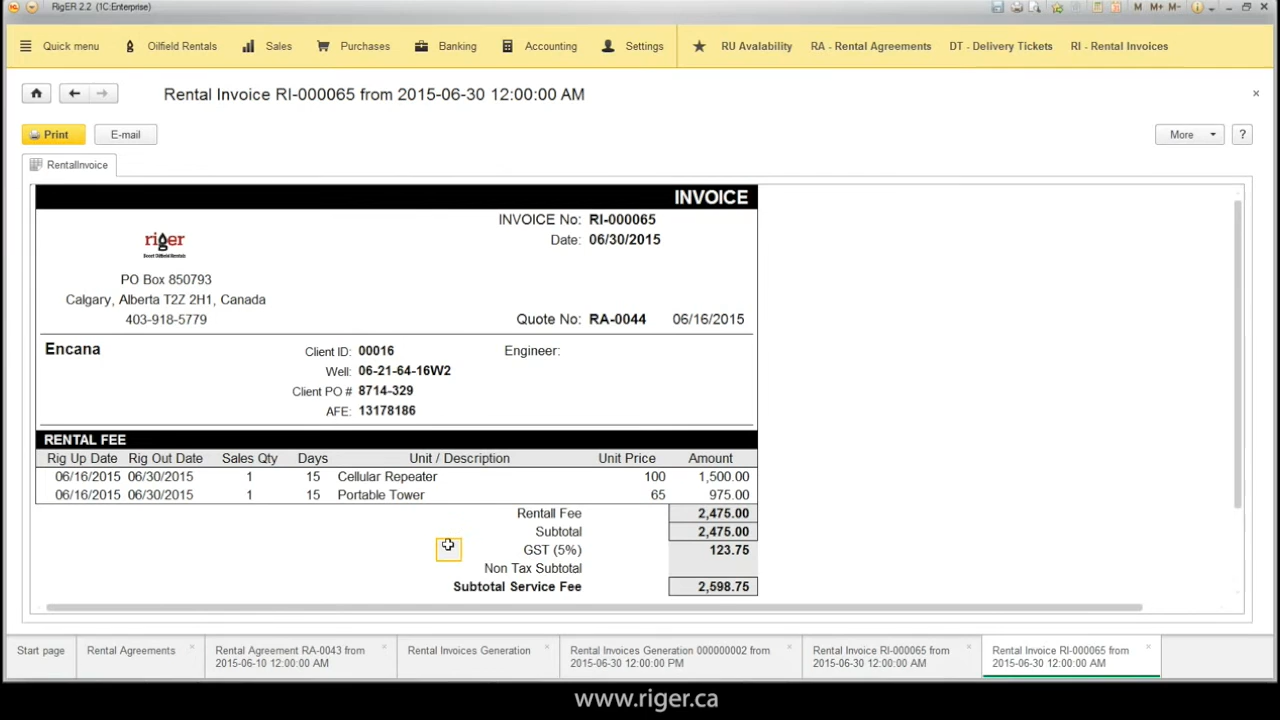 RigER 2.2 (1C:Enterprise)
M M+ M-
Quick menu Oilfield Rentals Sales Purchases Banking Accounting Settings RU Avalability RA - Rental Agreements DT - Delivery Tickets RI - Rental Invoices
Rental Invoice RI-000065 from 2015-06-30 12:00:00 AM
Print E-mail More ?
RentalInvoice
INVOICE
INVOICE No: RI-000065
Date: 06/30/2015
riger
PO Box 850793
Calgary, Alberta T2Z 2H1, Canada
403-918-5779
Quote No: RA-0044 06/16/2015
Encana
Client ID: 00016 Engineer:
Well: 06-21-64-16W2
Client PO # 8714-329
AFE: 13178186
RENTAL FEE
Rig Up Date Rig Out Date Sales Qty Days Unit / Description Unit Price Amount
06/16/2015 06/30/2015 1 15 Cellular Repeater 100 1,500.00
06/16/2015 06/30/2015 1 15 Portable Tower 65 975.00
Rentall Fee 2,475.00
Subtotal 2,475.00
GST (5%) 123.75
Non Tax Subtotal
Subtotal Service Fee 2,598.75
Start page
Rental Agreements
Rental Agreement RA-0043 from
2015-06-10 12:00:00 AM
Rental Invoices Generation
Rental Invoices Generation 000000002 from
2015-06-30 12:00:00 PM
Rental Invoice RI-000065 from
2015-06-30 12:00:00 AM
Rental Invoice RI-000065 from
2015-06-30 12:00:00 AM
www.riger.ca